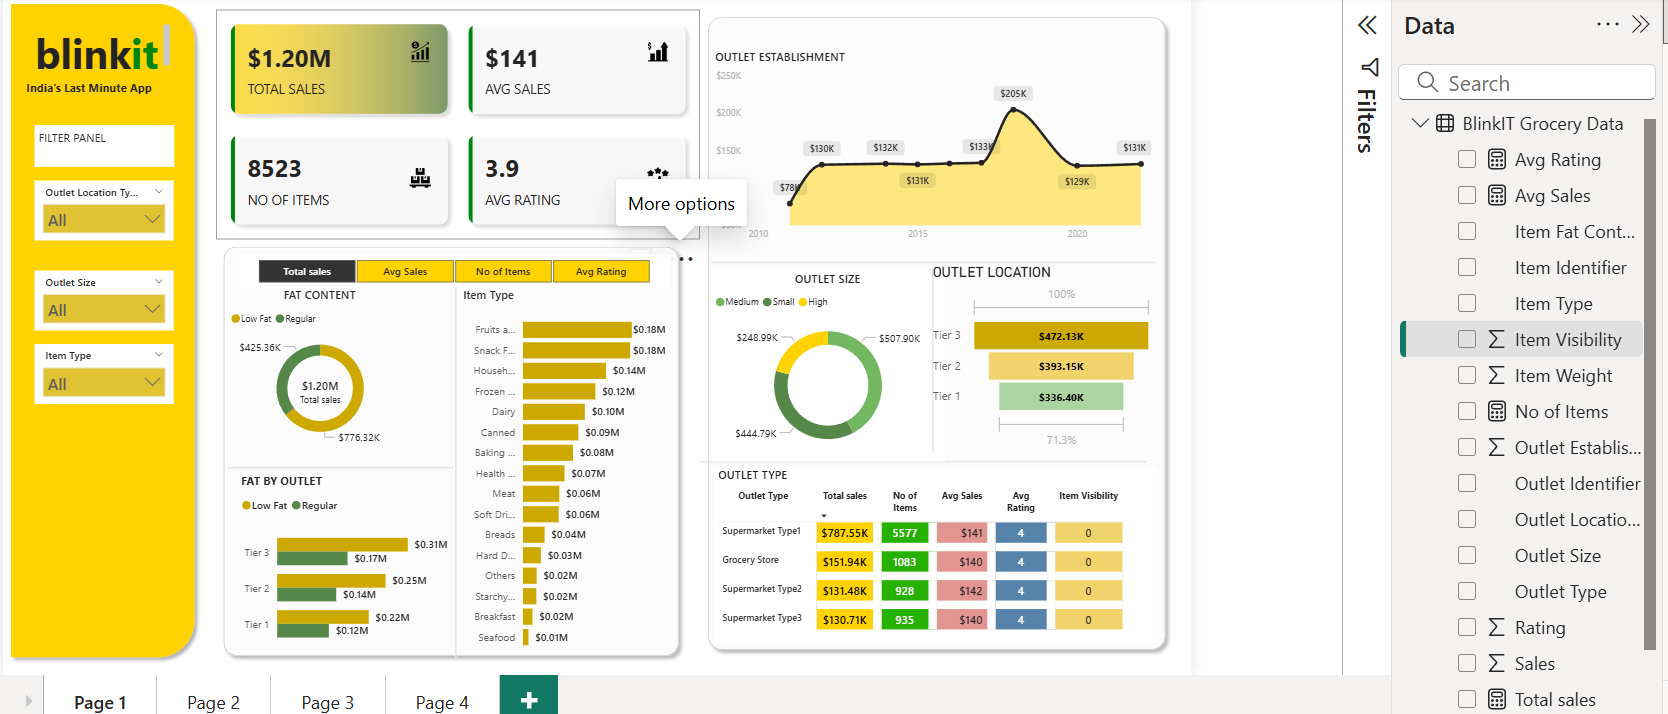 blinkit
India's Last Minute App
FILTER PANEL
Outlet Location Ty...
All
Outlet Size
All
Item Type
All
$1.20M
TOTAL SALES
$141
AVG SALES
8523
NO OF ITEMS
3.9
AVG RATING
More options
Total sales
Avg Sales
No of Items
Avg Rating
FAT CONTENT
Low Fat
Regular
$425.36K
$1.20M
Total sales
$776.32K
FAT BY OUTLET
Low Fat
Regular
Tier 3
$0.31M
$0.17M
Tier 2
$0.25M
$0.14M
Tier 1
$0.22M
$0.12M
Item Type
Fruits a... $0.18M
Snack F... $0.18M
Househ... $0.14M
Frozen ... $0.12M
Dairy $0.10M
Canned $0.09M
Baking ... $0.08M
Health ... $0.07M
Meat $0.06M
Soft Dri... $0.06M
Breads $0.04M
Hard D... $0.03M
Others $0.02M
Starchy... $0.02M
Breakfast $0.02M
Seafood $0.01M
OUTLET ESTABLISHMENT
$250K
$200K
$150K
$78K
$130K
$132K
$131K
$133K
$205K
$129K
$131K
2010
2015
2020
OUTLET SIZE
Medium
Small
High
$248.99K
$507.90K
$444.79K
OUTLET LOCATION
100%
Tier 3 $472.13K
Tier 2 $393.15K
Tier 1 $336.40K
71.3%
OUTLET TYPE
Outlet Type Total sales No of Items Avg Sales Avg Rating Item Visibility
Supermarket Type1 $787.55K 5577 $141 4 0
Grocery Store $151.94K 1083 $140 4 0
Supermarket Type2 $131.48K 928 $142 4 0
Supermarket Type3 $130.71K 935 $140 4 0
Page 1
Page 2
Page 3
Page 4
+
Filters
Data
Search
BlinkIT Grocery Data
Avg Rating
Avg Sales
Item Fat Cont...
Item Identifier
Item Type
Item Visibility
Item Weight
No of Items
Outlet Establis...
Outlet Identifier
Outlet Locatio...
Outlet Size
Outlet Type
Rating
Sales
Total sales